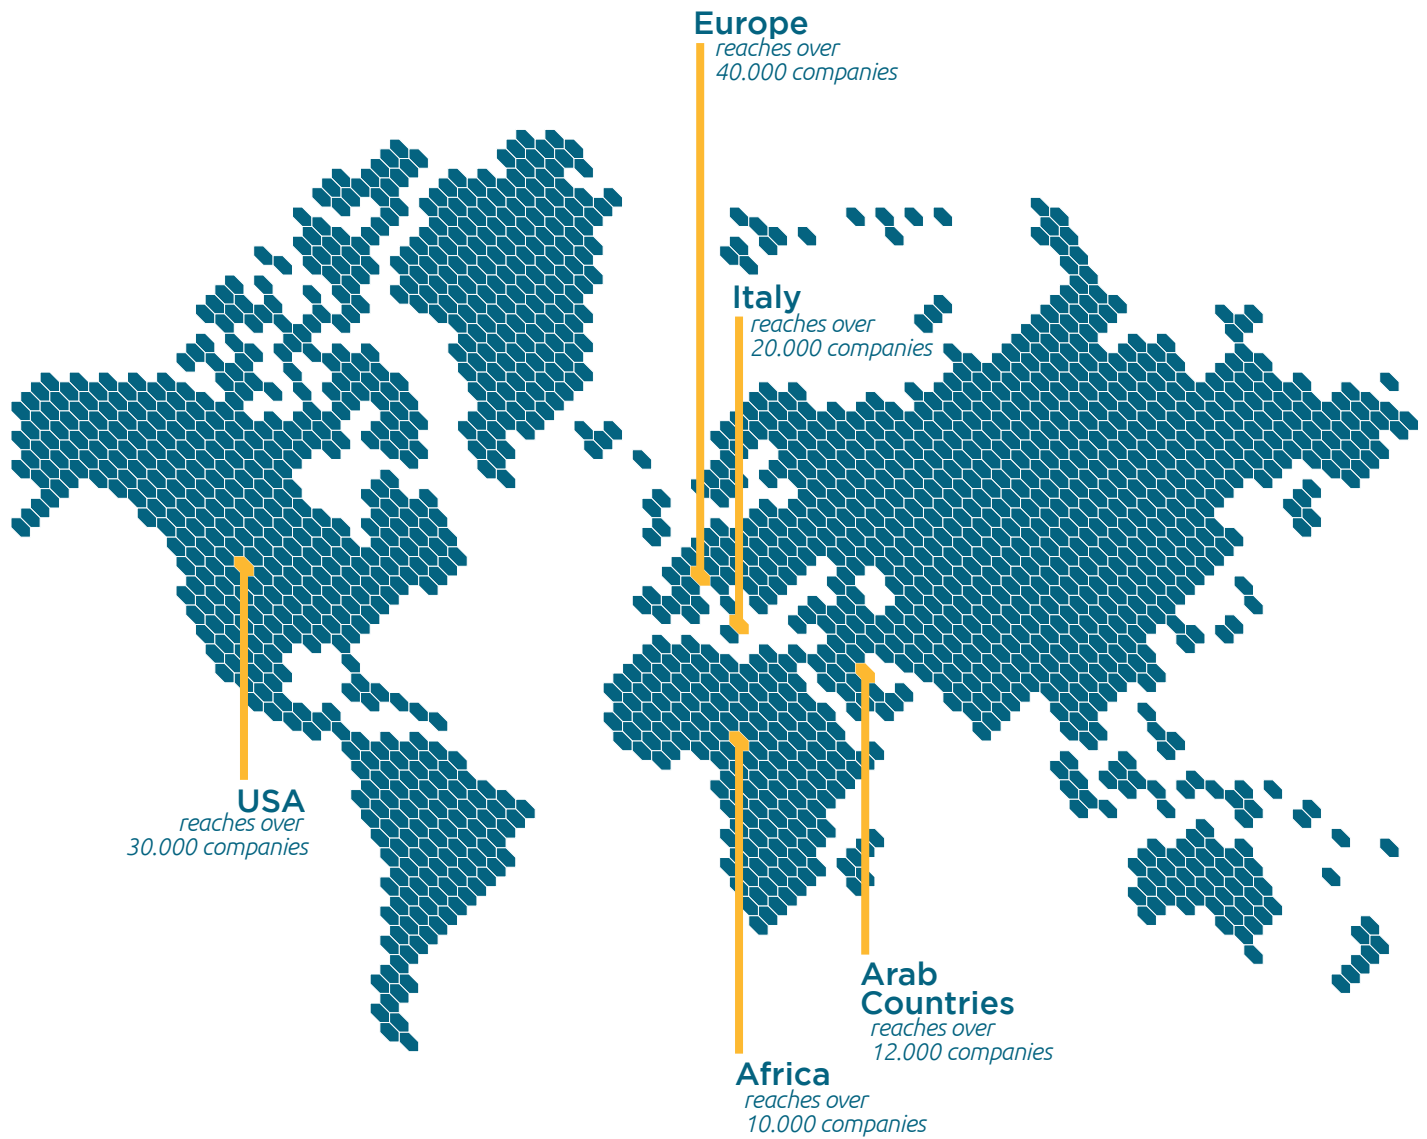 Europe
reaches over
40.000 companies
Italy
reaches over
20.000 companies
USA
reaches over
30.000 companies
Arab
Countries
reaches over
12.000 companies
Africa
reaches over
10.000 companies